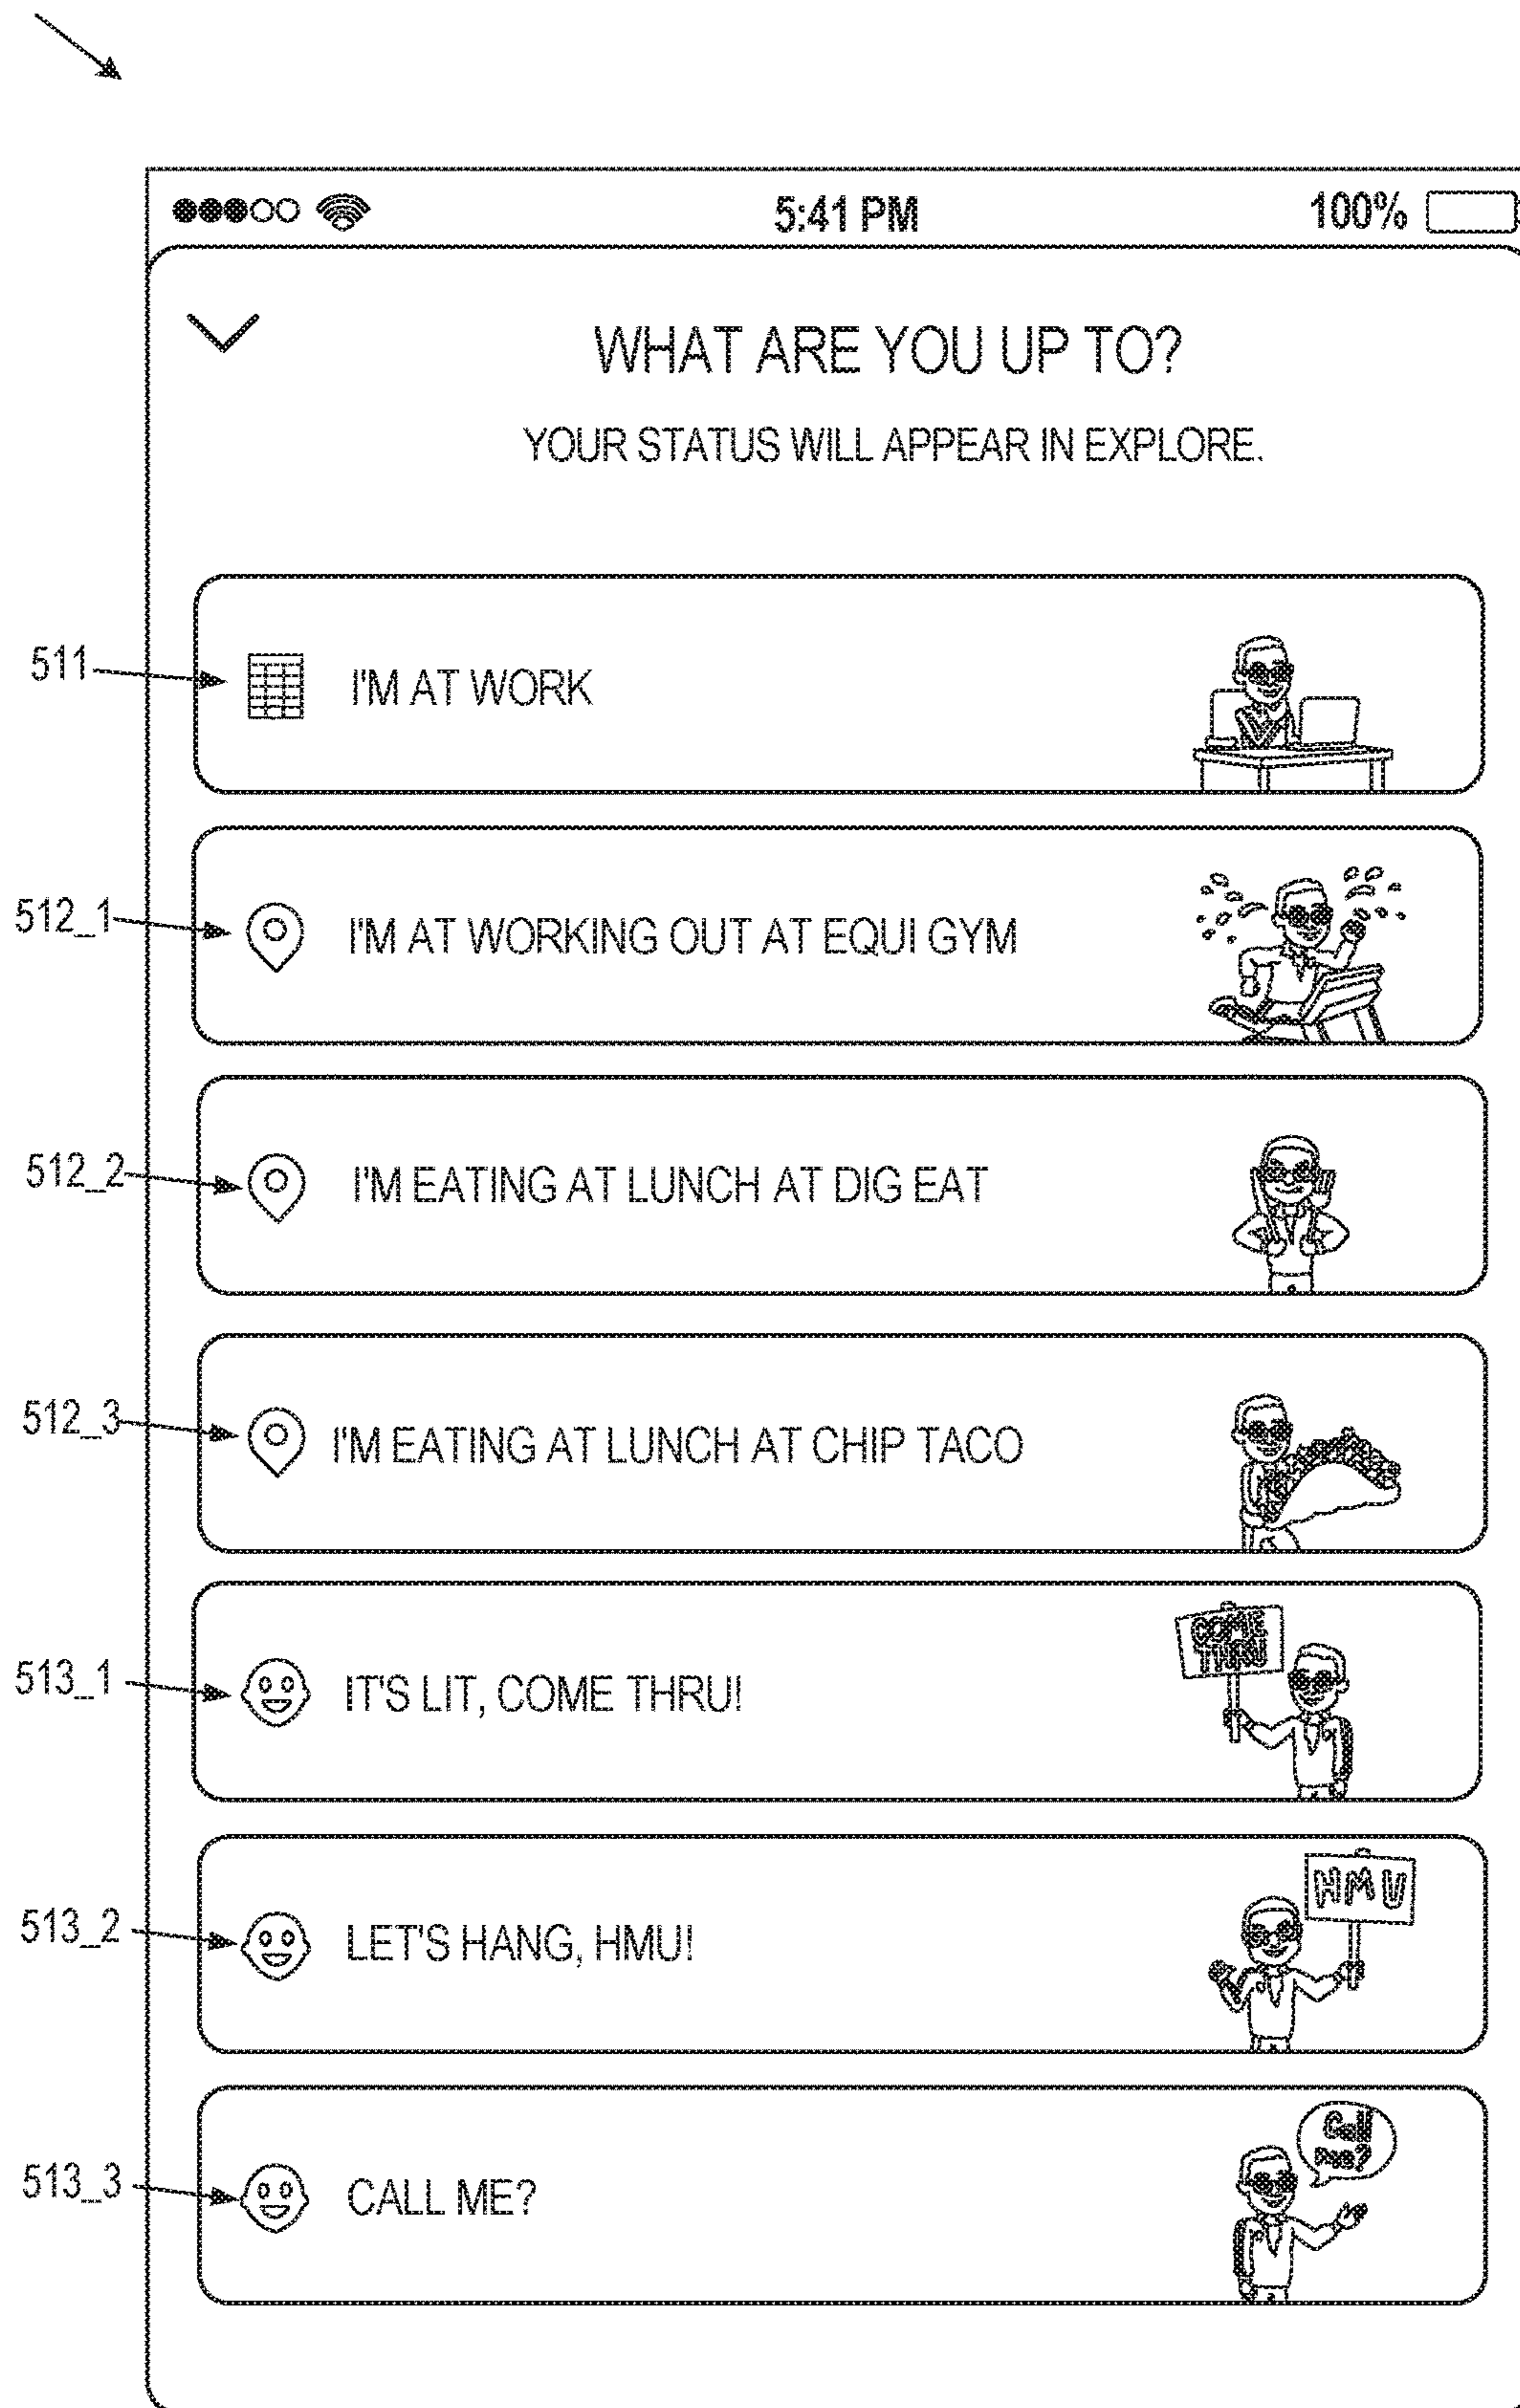 5:41 PM 100%
WHAT ARE YOU UP TO?
YOUR STATUS WILL APPEAR IN EXPLORE.
511 I'M AT WORK
512_1 I'M AT WORKING OUT AT EQUI GYM
512_2 I'M EATING AT LUNCH AT DIG EAT
512_3 I'M EATING AT LUNCH AT CHIP TACO
COME
THRU
513_1 IT'S LIT, COME THRU!
HMU
513_2 LET'S HANG, HMU!
Call
Me?
513_3 CALL ME?